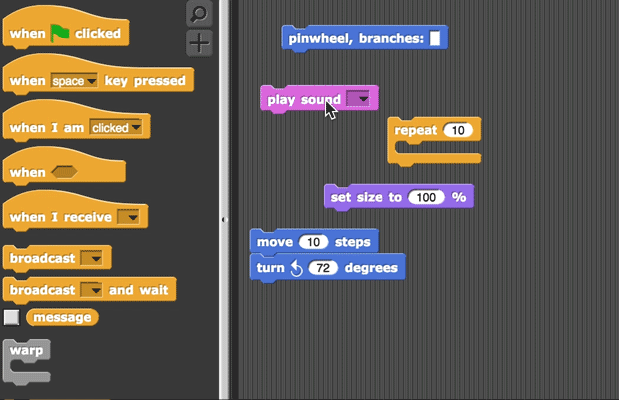 when clicked
when space key pressed
when I am clicked
when
when I receive
broadcast
broadcast and wait
message
warp
pinwheel, branches:
play sound
repeat 10
set size to 100 %
move 10 steps
turn 72 degrees